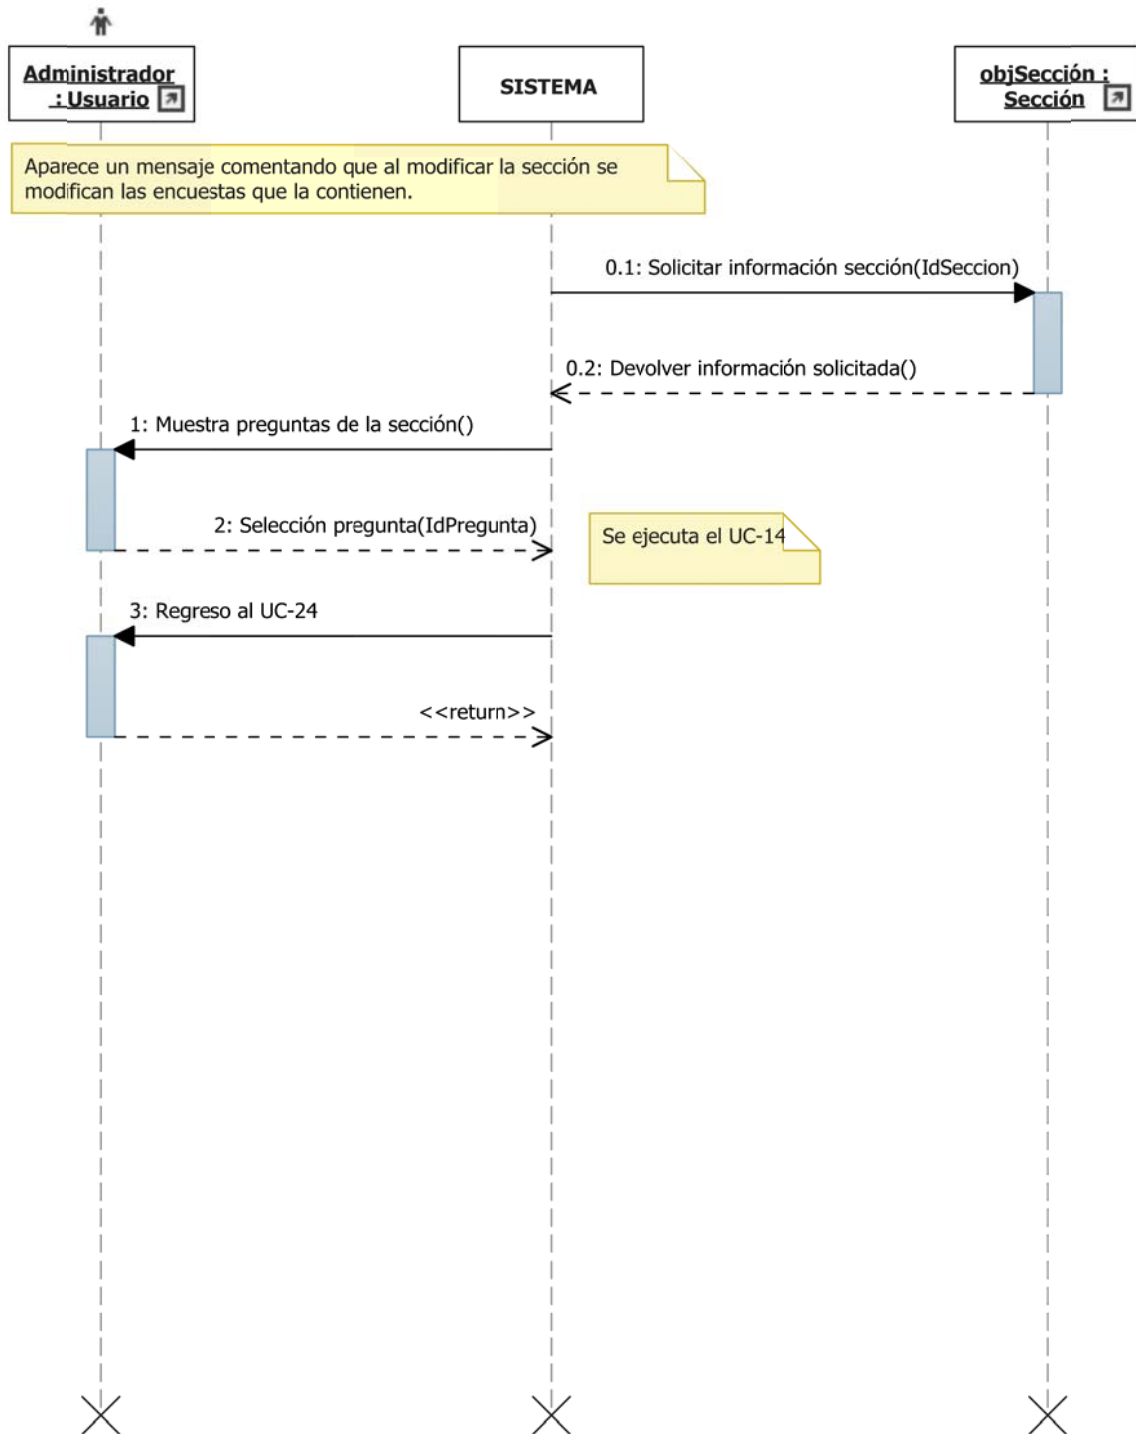 Administrador
: Usuario
SISTEMA
objSección :
Sección
Aparece un mensaje comentando que al modificar la sección se
modifican las encuestas que la contienen.
0.1: Solicitar información sección(IdSeccion)
0.2: Devolver información solicitada()
1: Muestra preguntas de la sección()
2: Selección pregunta(IdPregunta)
Se ejecuta el UC-14
3: Regreso al UC-24
<<return>>